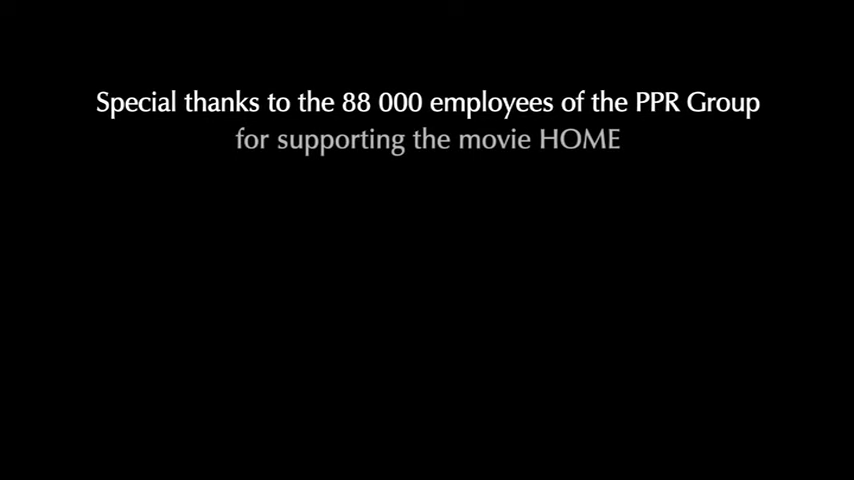 Special thanks to the 88 000 employees of the PPR Group
for supporting the movie HOME